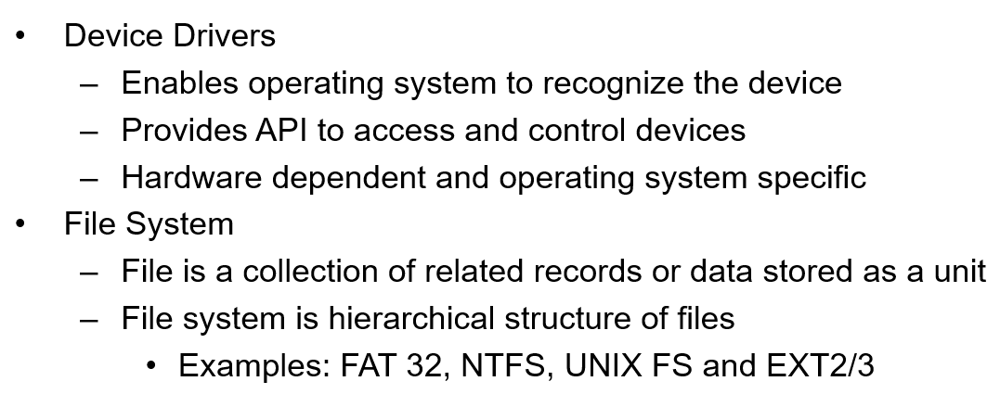 • Device Drivers
– Enables operating system to recognize the device
– Provides API to access and control devices
– Hardware dependent and operating system specific
• File System
– File is a collection of related records or data stored as a unit
– File system is hierarchical structure of files
• Examples: FAT 32, NTFS, UNIX FS and EXT2/3